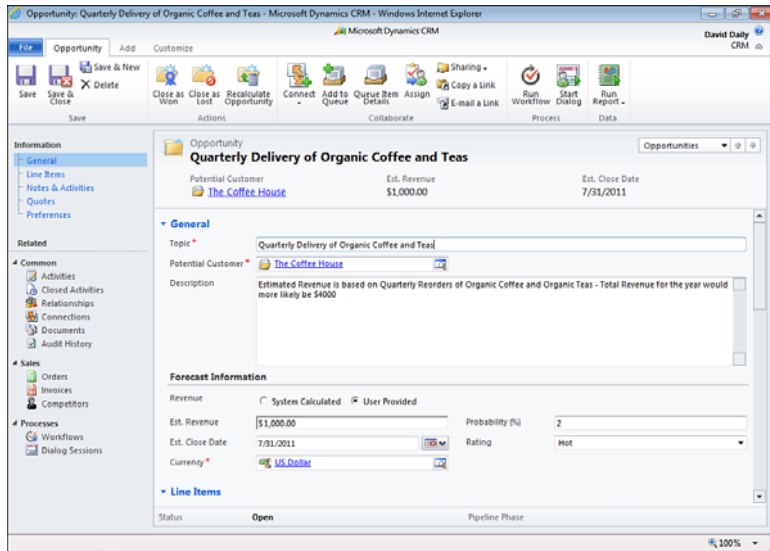 Opportunity: Quarterly Delivery of Organic Coffee and Teas - Microsoft Dynamics CRM - Windows Internet Explorer
Microsoft Dynamics CRM
David Daily
CRM
File Opportunity Add Customize
Save
Save & Close
Save & New
Delete
Save
Close as Won
Close as Lost
Recalculate Opportunity
Actions
Connect
Add to Queue
Queue Item Details
Assign
Sharing
Copy a Link
E-mail a Link
Collaborate
Run Workflow
Start Dialog
Process
Run Report
Data
Information
General
Line Items
Notes & Activities
Quotes
Preferences
Related
Common
Activities
Closed Activities
Relationships
Connections
Documents
Audit History
Sales
Orders
Invoices
Competitors
Processes
Workflows
Dialog Sessions
Opportunity
Quarterly Delivery of Organic Coffee and Teas
Opportunities
Potential Customer Est. Revenue Est. Close Date
The Coffee House $1,000.00 7/31/2011
General
Topic * Quarterly Delivery of Organic Coffee and Teas
Potential Customer * The Coffee House
Description Estimated Revenue is based on Quarterly Reorders of Organic Coffee and Organic Teas - Total Revenue for the year would
more likely be $4000
Forecast Information
Revenue System Calculated User Provided
Est. Revenue $1,000.00 Probability (%) 2
Est. Close Date 7/31/2011 Rating Hot
Currency * US Dollar
Line Items
Status Open Pipeline Phase
100%